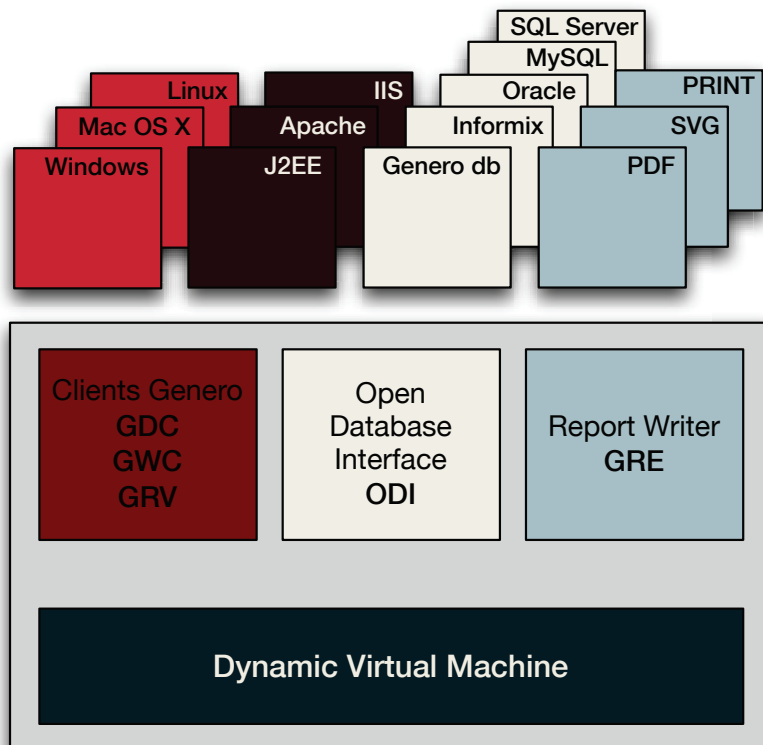 SQL Server
MySQL
Linux
IIS
Oracle
PRINT
Mac OS X
Apache
Informix
SVG
Windows
J2EE
Genero db
PDF
Clients Genero
GDC
GWC
GRV
Open
Database
Interface
ODI
Report Writer
GRE
Dynamic Virtual Machine